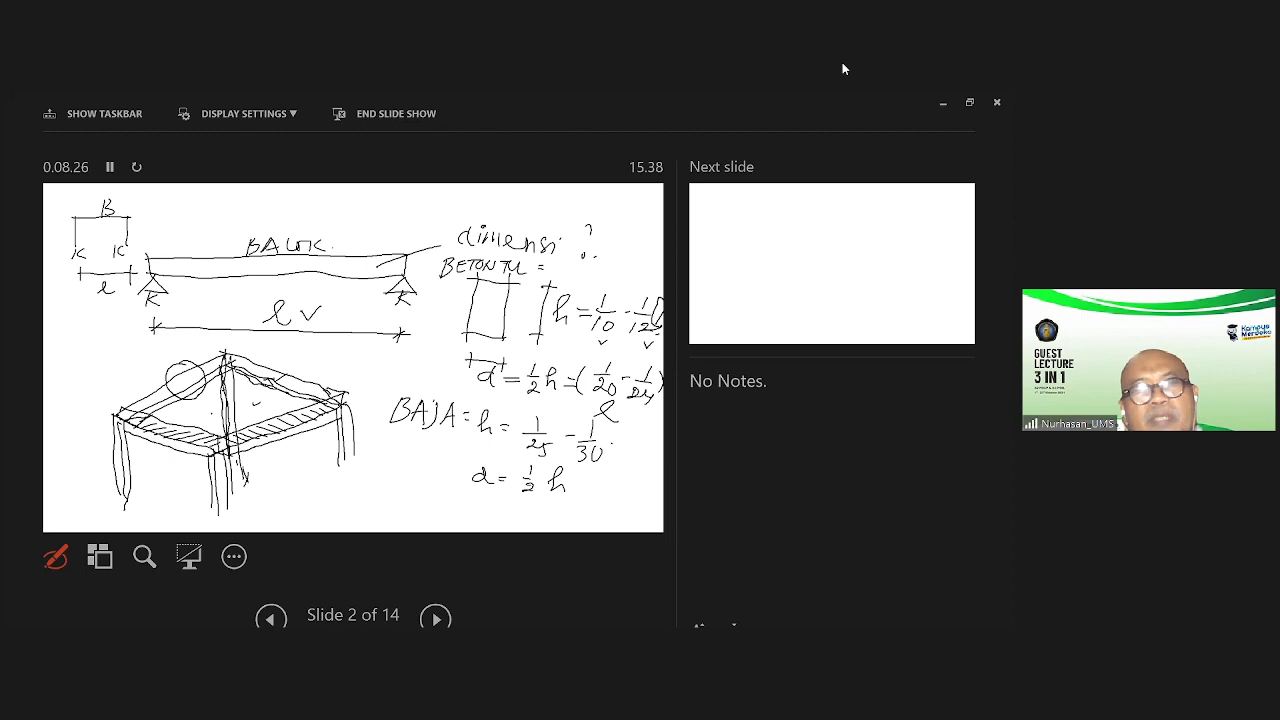 SHOW TASKBAR
DISPLAY SETTINGS ▼
END SLIDE SHOW
0.08.26
15.38
Next slide
B
K K
l
BALOK
K K
l v
dimensi ?
BETON TU =
h = 1/10 - 1/12 l
d = 1/2 h = (1/20 - 1/24)
BAJA = h = 1/25 - 1/30 l
d = 1/2 h
No Notes.
GUEST
LECTURE
3 IN 1
Kampus
Merdeka
Nurhasan_UMS
Slide 2 of 14